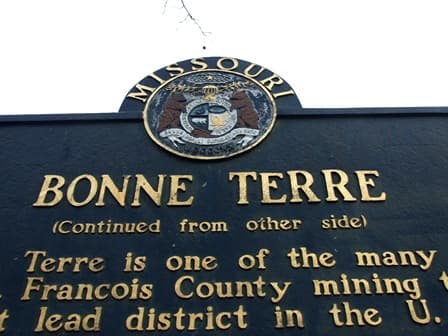 MISSOURI
BONNE TERRE
(Continued from other side)
Terre is one of the many
Francois County mining
lead district in the U.